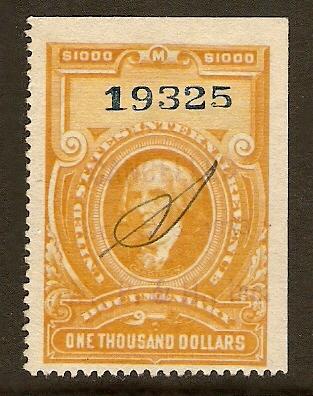 $1000 M $1000
19325
UNITED STATES INTERNAL REVENUE
DOCUMENTARY
ONE THOUSAND DOLLARS